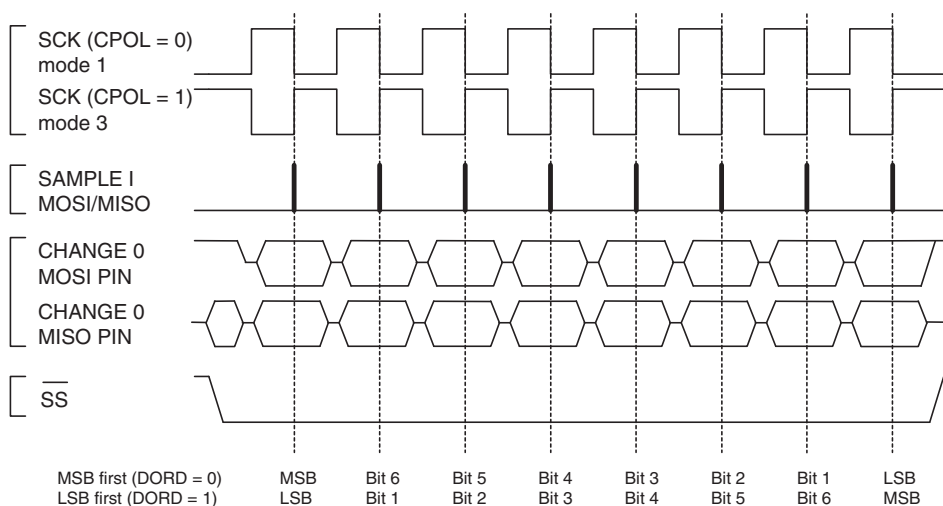 SCK (CPOL = 0)
mode 1
SCK (CPOL = 1)
mode 3
SAMPLE I
MOSI/MISO
CHANGE 0
MOSI PIN
CHANGE 0
MISO PIN
SS
MSB first (DORD = 0) MSB Bit 6 Bit 5 Bit 4 Bit 3 Bit 2 Bit 1 LSB
LSB first (DORD = 1) LSB Bit 1 Bit 2 Bit 3 Bit 4 Bit 5 Bit 6 MSB